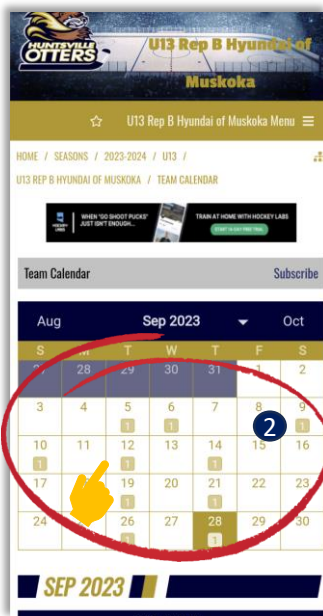 HUNTSVILLE
OTTERS
U13 Rep B Hyundai of
Muskoka
U13 Rep B Hyundai of Muskoka Menu
HOME / SEASONS / 2023-2024 / U13 /
U13 REP B HYUNDAI OF MUSKOKA / TEAM CALENDAR
HOCKEY LABS
WHEN "GO SHOOT PUCKS"
JUST ISN'T ENOUGH...
TRAIN AT HOME WITH HOCKEY LABS
START 14-DAY FREE TRIAL
Team Calendar Subscribe
Aug Sep 2023 Oct
S M T W T F S
27 28 29 30 31 1 2
3 4 5 6 7 8 9
1 1 1
2
10 11 12 13 14 15 16
1 1 1
17 19 20 21 22 23
1 1
24 26 27 28 29 30
1 1
SEP 2023